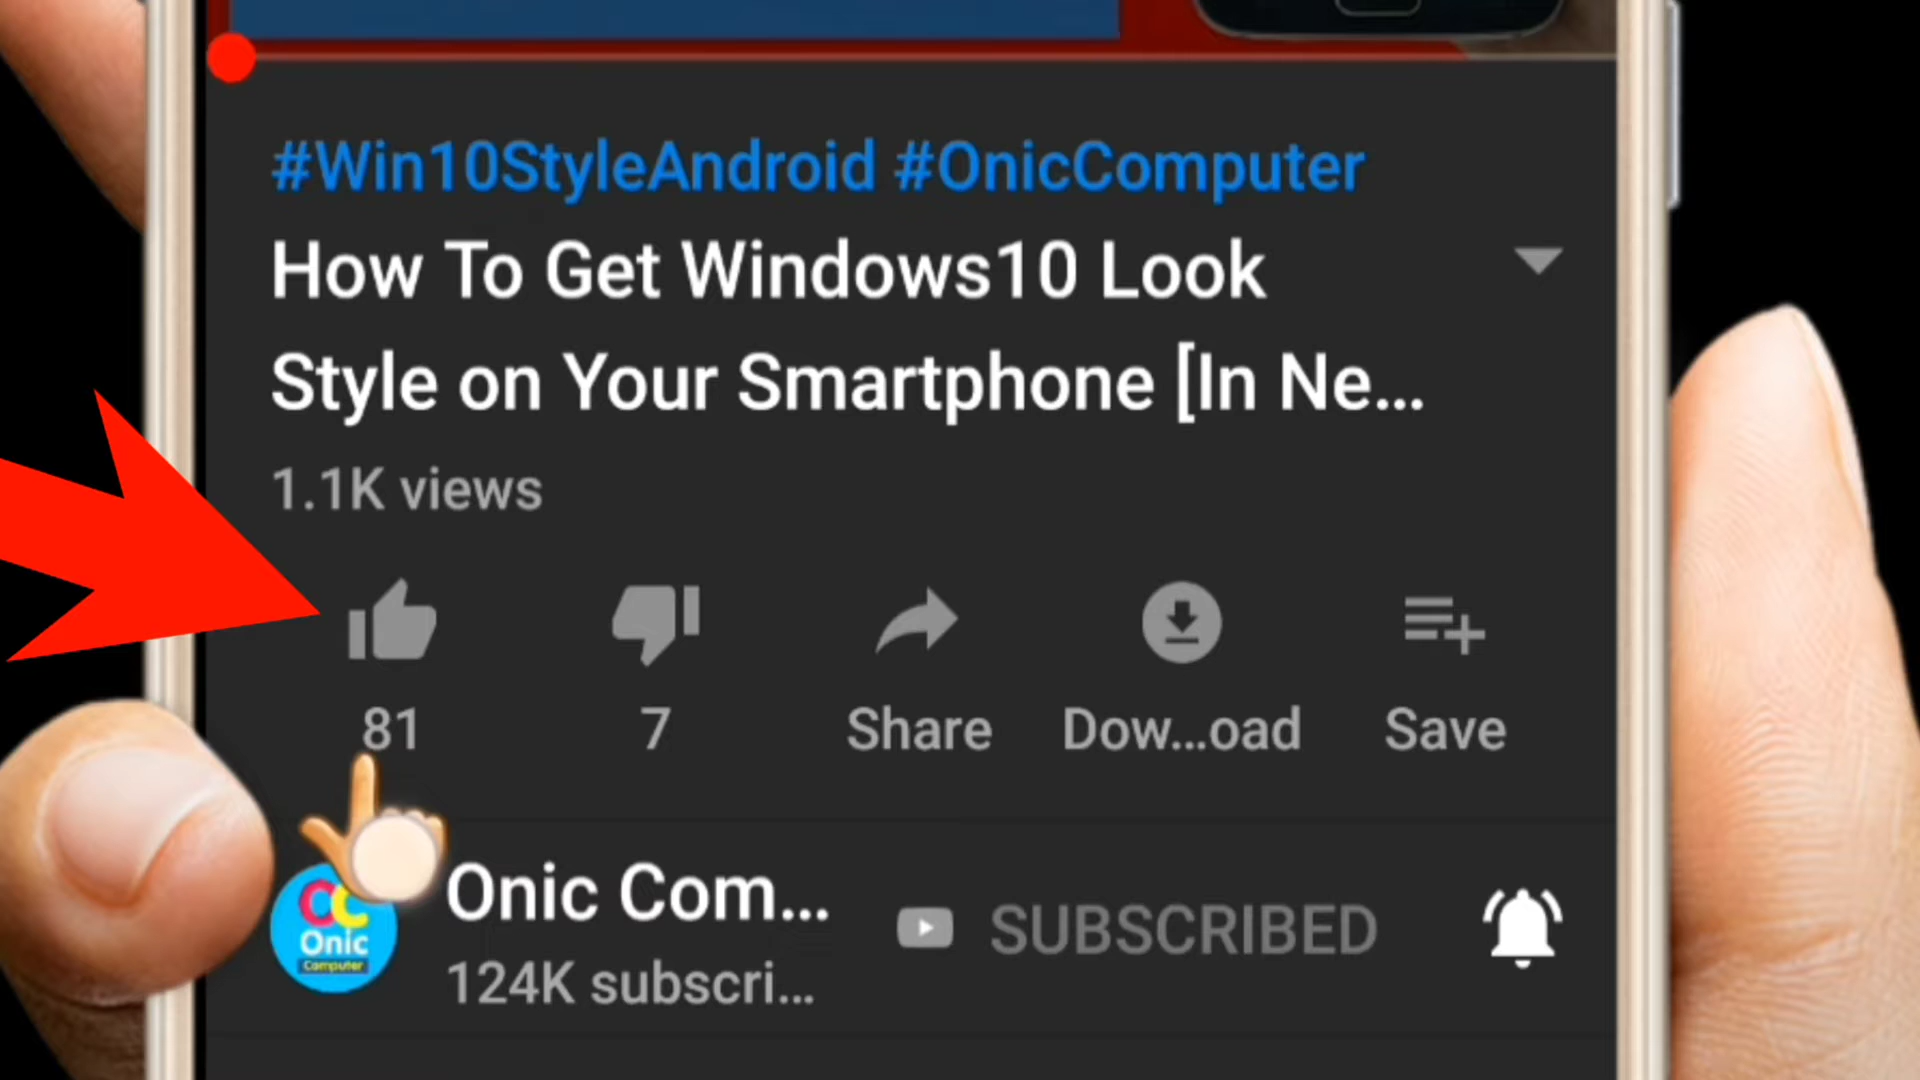 #Win10StyleAndroid #OnicComputer
How To Get Windows10 Look
Style on Your Smartphone [In Ne...
1.1K views
81
7
Share
Dow...oad
Save
Onic Com...
SUBSCRIBED
124K subscri...
Onic
Computer